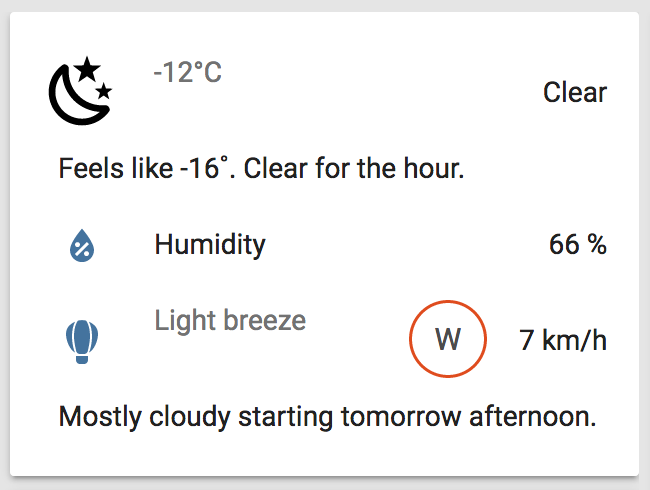 -12°C
Clear
Feels like -16˚. Clear for the hour.
Humidity 66 %
Light breeze
W 7 km/h
Mostly cloudy starting tomorrow afternoon.